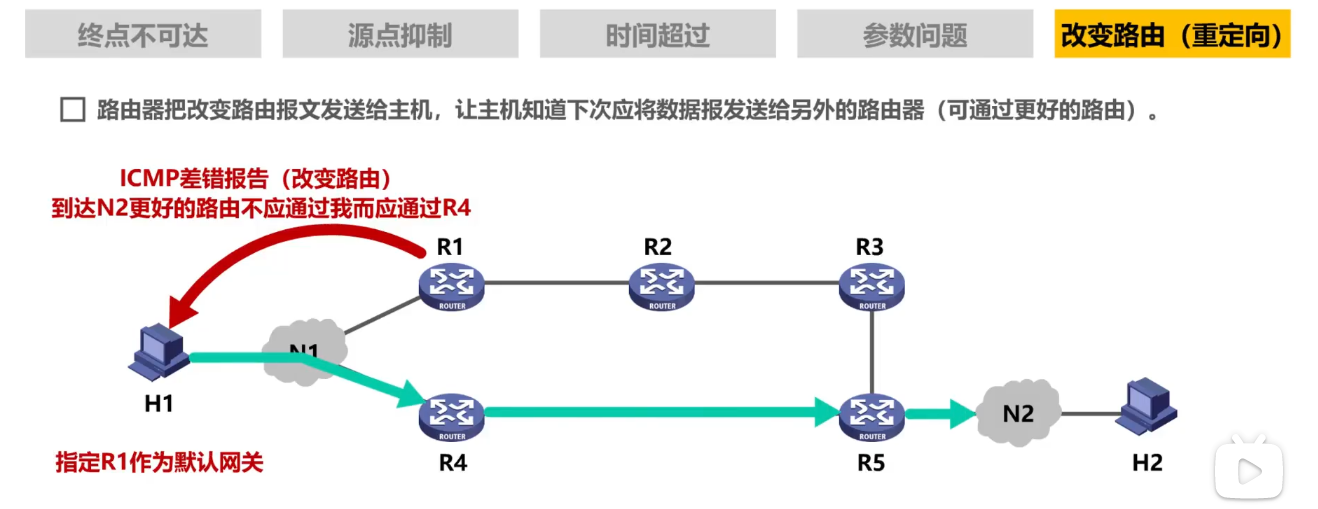 终点不可达
源点抑制
时间超过
参数问题
改变路由（重定向）
路由器把改变路由报文发送给主机，让主机知道下次应将数据报发送给另外的路由器（可通过更好的路由）。
ICMP差错报告（改变路由）
到达N2更好的路由不应通过我而应通过R4
R1
R2
R3
ROUTER
ROUTER
ROUTER
N1
H1
ROUTER
ROUTER
N2
指定R1作为默认网关
R4
R5
H2